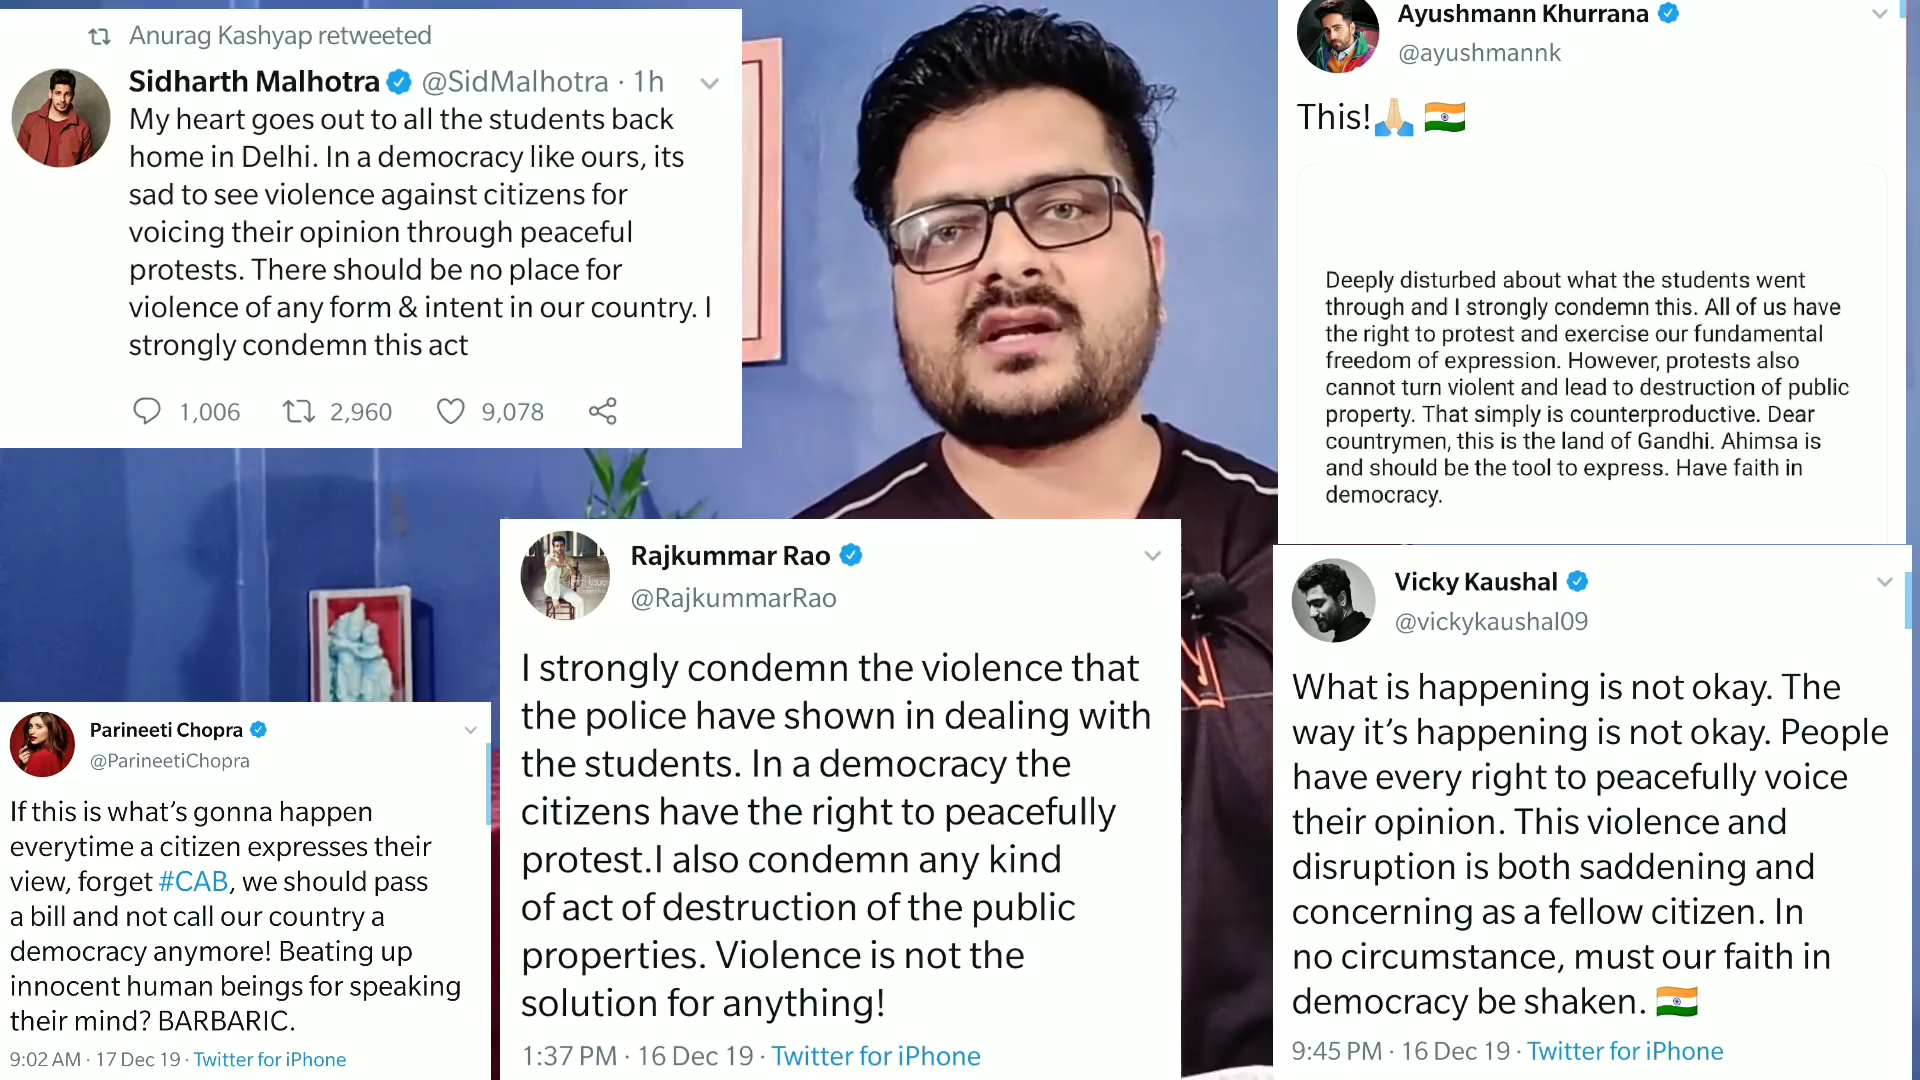 Anurag Kashyap retweeted
Sidharth Malhotra @SidMalhotra · 1h
My heart goes out to all the students back
home in Delhi. In a democracy like ours, its
sad to see violence against citizens for
voicing their opinion through peaceful
protests. There should be no place for
violence of any form & intent in our country. I
strongly condemn this act
1,006 2,960 9,078
Ayushmann Khurrana
@ayushmannk
This!🙏🏼 🇮🇳
Deeply disturbed about what the students went
through and I strongly condemn this. All of us have
the right to protest and exercise our fundamental
freedom of expression. However, protests also
cannot turn violent and lead to destruction of public
property. That simply is counterproductive. Dear
countrymen, this is the land of Gandhi. Ahimsa is
and should be the tool to express. Have faith in
democracy.
Parineeti Chopra
@ParineetiChopra
If this is what’s gonna happen
everytime a citizen expresses their
view, forget #CAB, we should pass
a bill and not call our country a
democracy anymore! Beating up
innocent human beings for speaking
their mind? BARBARIC.
9:02 AM · 17 Dec 19 · Twitter for iPhone
Rajkummar Rao
@RajkummarRao
I strongly condemn the violence that
the police have shown in dealing with
the students. In a democracy the
citizens have the right to peacefully
protest.I also condemn any kind
of act of destruction of the public
properties. Violence is not the
solution for anything!
1:37 PM · 16 Dec 19 · Twitter for iPhone
Vicky Kaushal
@vickykaushal09
What is happening is not okay. The
way it’s happening is not okay. People
have every right to peacefully voice
their opinion. This violence and
disruption is both saddening and
concerning as a fellow citizen. In
no circumstance, must our faith in
democracy be shaken. 🇮🇳
9:45 PM · 16 Dec 19 · Twitter for iPhone